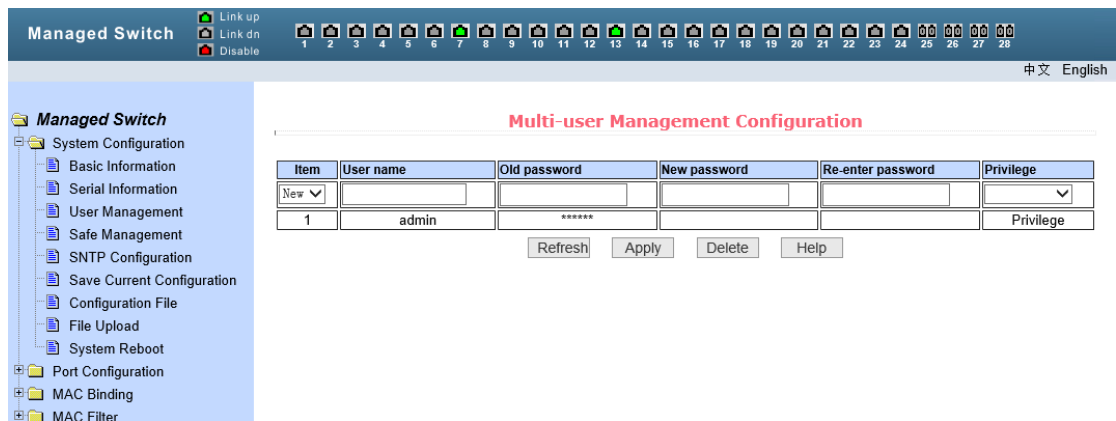 Managed Switch
Link up
Link dn
Disable
1 2 3 4 5 6 7 8 9 10 11 12 13 14 15 16 17 18 19 20 21 22 23 24 25 26 27 28
中文 English
Managed Switch
System Configuration
Basic Information
Serial Information
User Management
Safe Management
SNTP Configuration
Save Current Configuration
Configuration File
File Upload
System Reboot
Port Configuration
MAC Binding
MAC Filter
Multi-user Management Configuration
Item User name Old password New password Re-enter password Privilege
New
1 admin ****** Privilege
Refresh Apply Delete Help